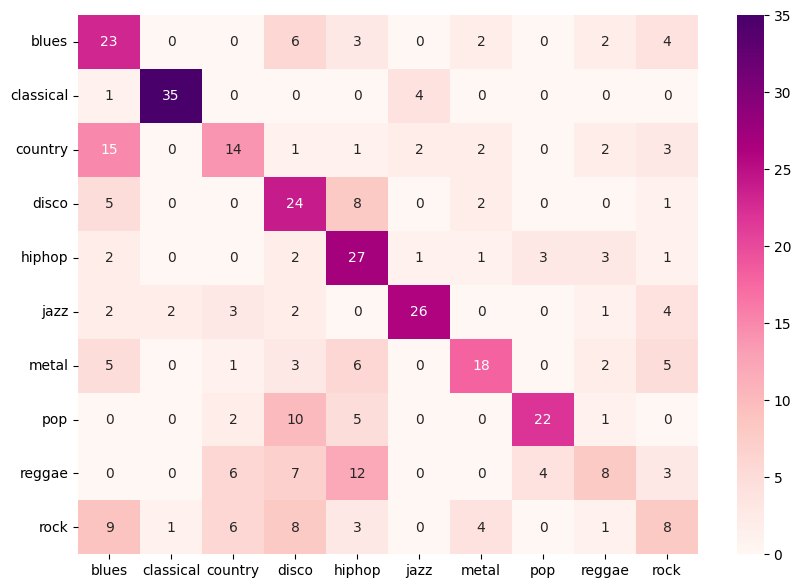 blues 23 0 0 6 3 0 2 0 2 4
classical 1 35 0 0 0 4 0 0 0 0
country 15 0 14 1 1 2 2 0 2 3
disco 5 0 0 24 8 0 2 0 0 1
hiphop 2 0 0 2 27 1 1 3 3 1
jazz 2 2 3 2 0 26 0 0 1 4
metal 5 0 1 3 6 0 18 0 2 5
pop 0 0 2 10 5 0 0 22 1 0
reggae 0 0 6 7 12 0 0 4 8 3
rock 9 1 6 8 3 0 4 0 1 8
blues classical country disco hiphop jazz metal pop reggae rock
35
30
25
20
15
10
5
0